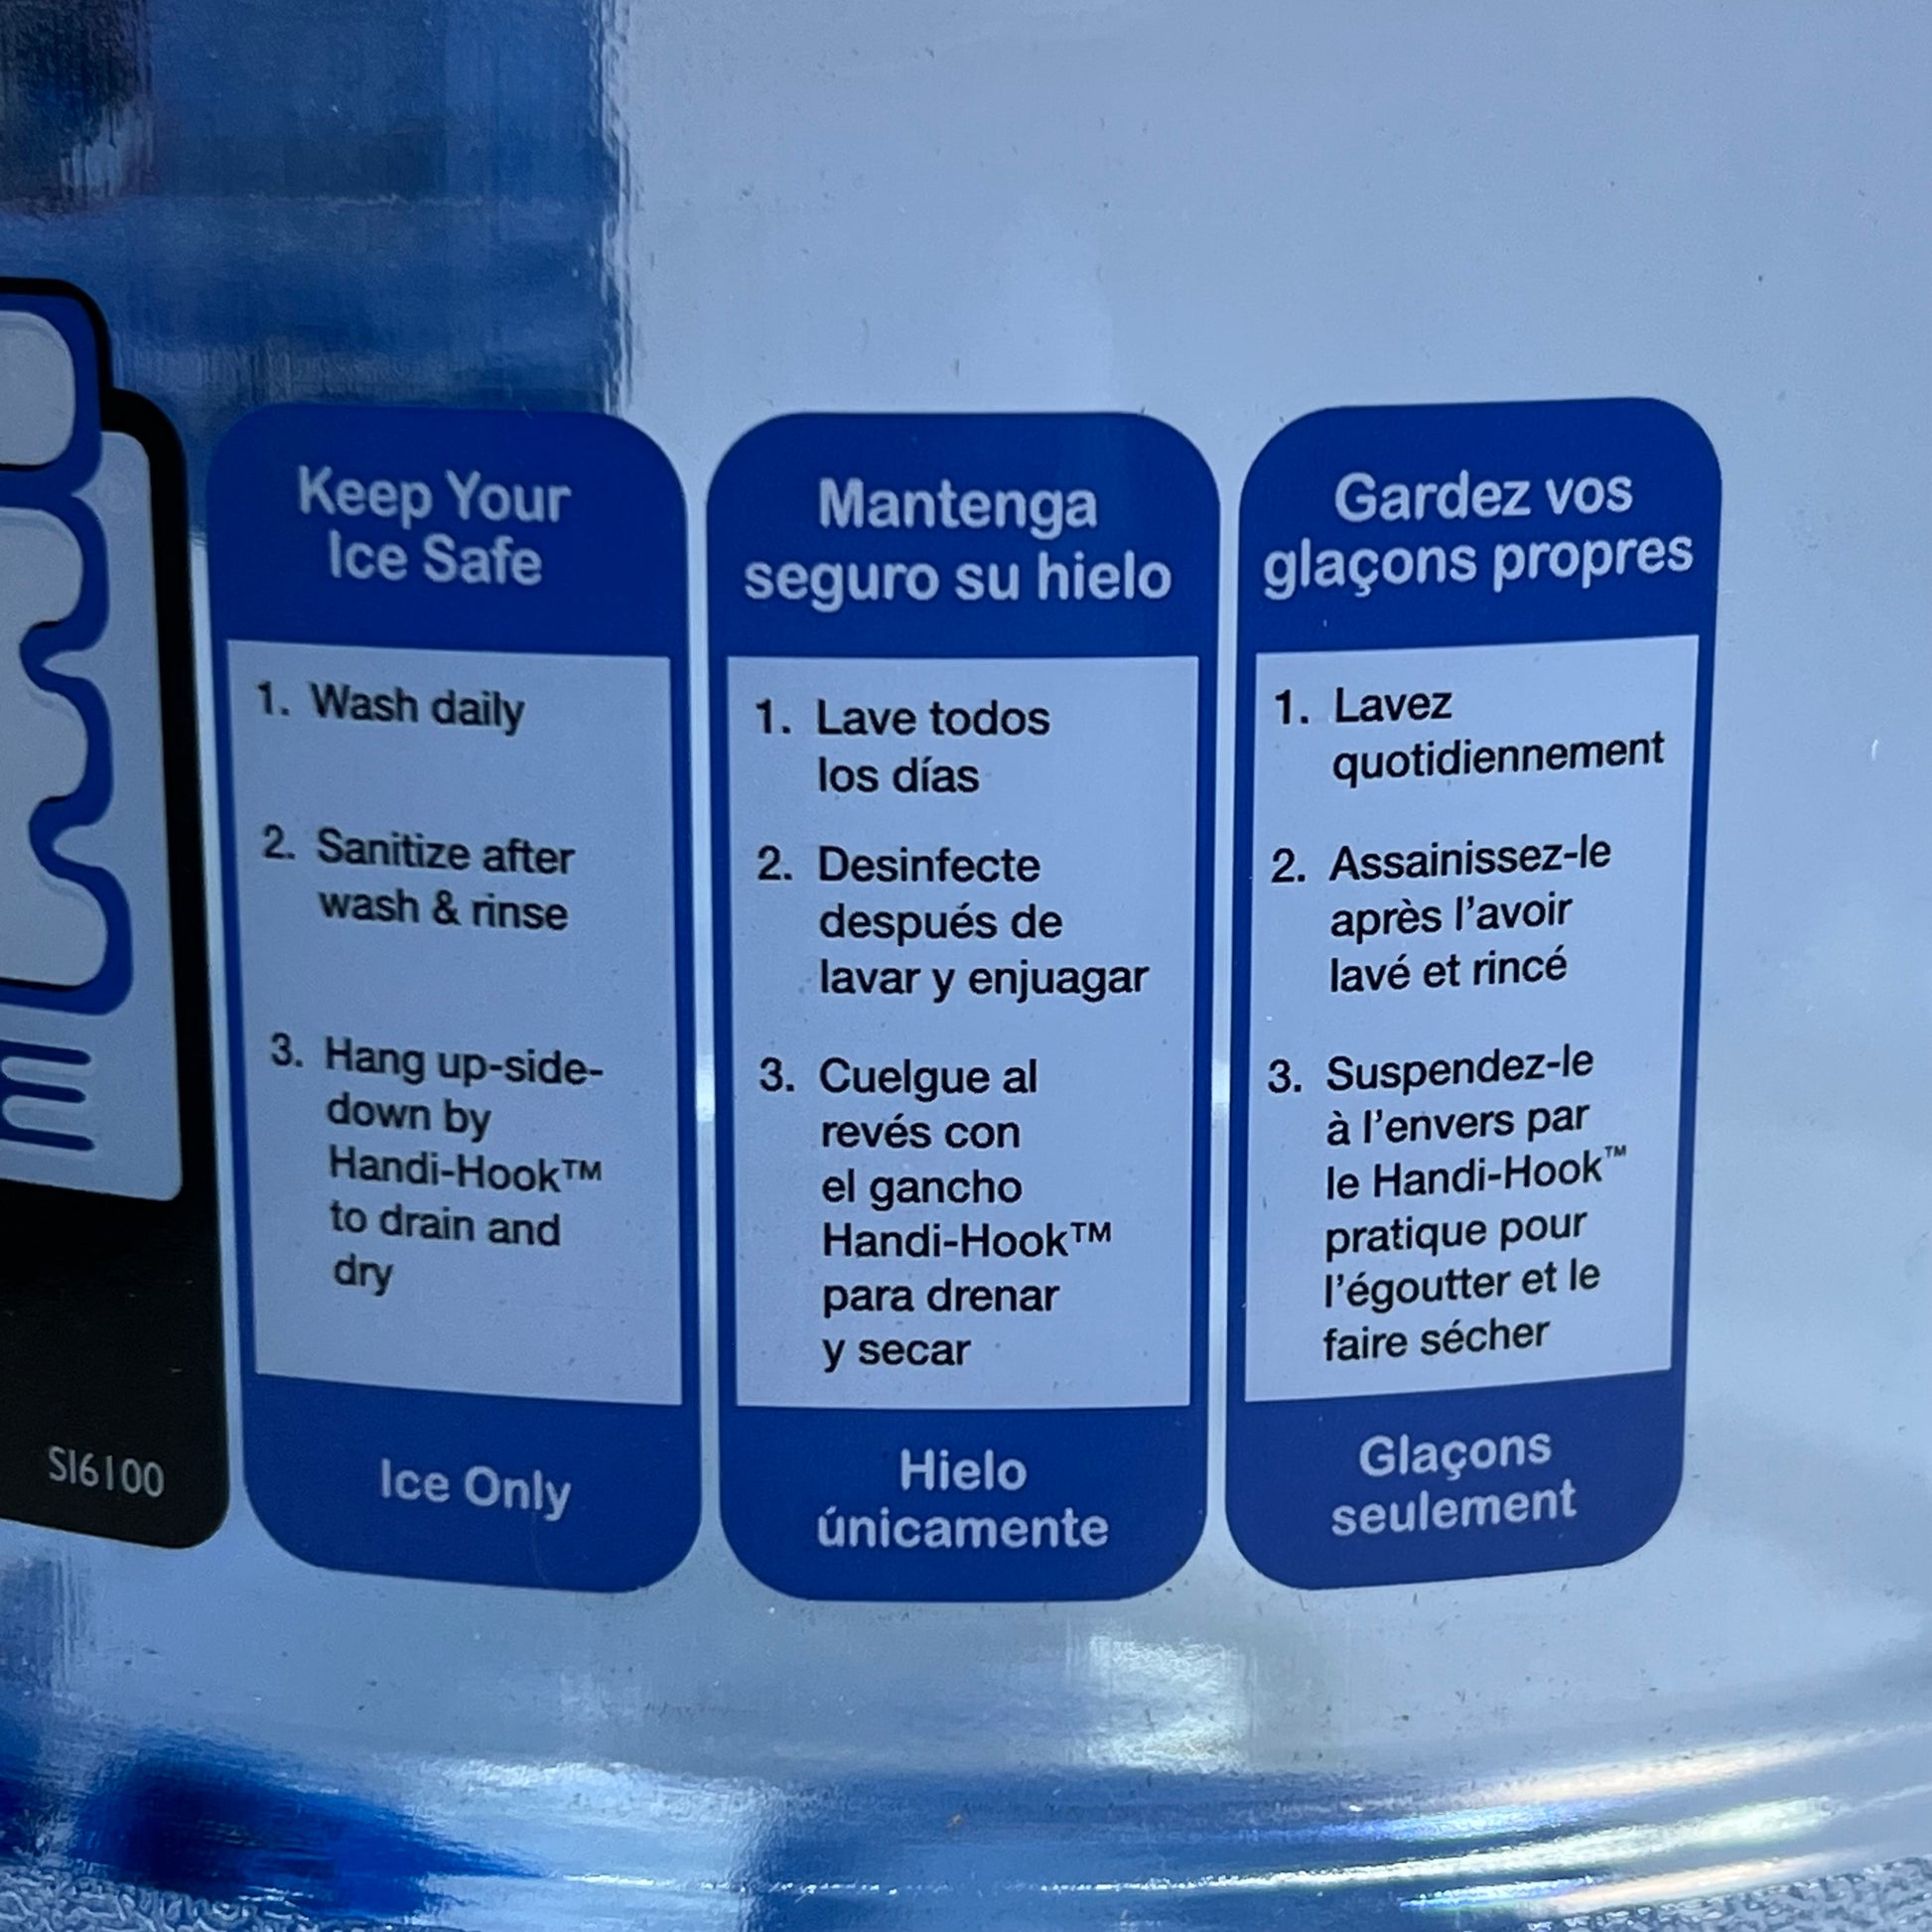 Keep Your
Ice Safe
1. Wash daily
2. Sanitize after
wash & rinse
3. Hang up-side-
down by
Handi-Hook™
to drain and
dry
Ice Only
Mantenga
seguro su hielo
1. Lave todos
los días
2. Desinfecte
después de
lavar y enjuagar
3. Cuelgue al
revés con
el gancho
Handi-Hook™
para drenar
y secar
Hielo
únicamente
Gardez vos
glaçons propres
1. Lavez
quotidiennement
2. Assainissez-le
après l'avoir
lavé et rincé
3. Suspendez-le
à l'envers par
le Handi-Hook™
pratique pour
l'égoutter et le
faire sécher
Glaçons
seulement
SI6100